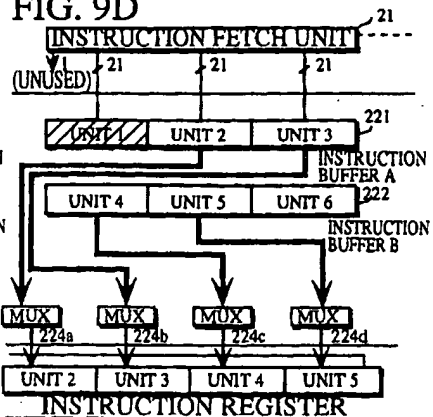 FIG. 9D
INSTRUCTION FETCH UNIT
21
(UNUSED)
21
21
21
UNIT 1
UNIT 2
UNIT 3
221
INSTRUCTION
BUFFER A
UNIT 4
UNIT 5
UNIT 6
222
INSTRUCTION
BUFFER B
MUX
MUX
MUX
MUX
224a
224b
224c
224d
UNIT 2
UNIT 3
UNIT 4
UNIT 5
INSTRUCTION REGISTER